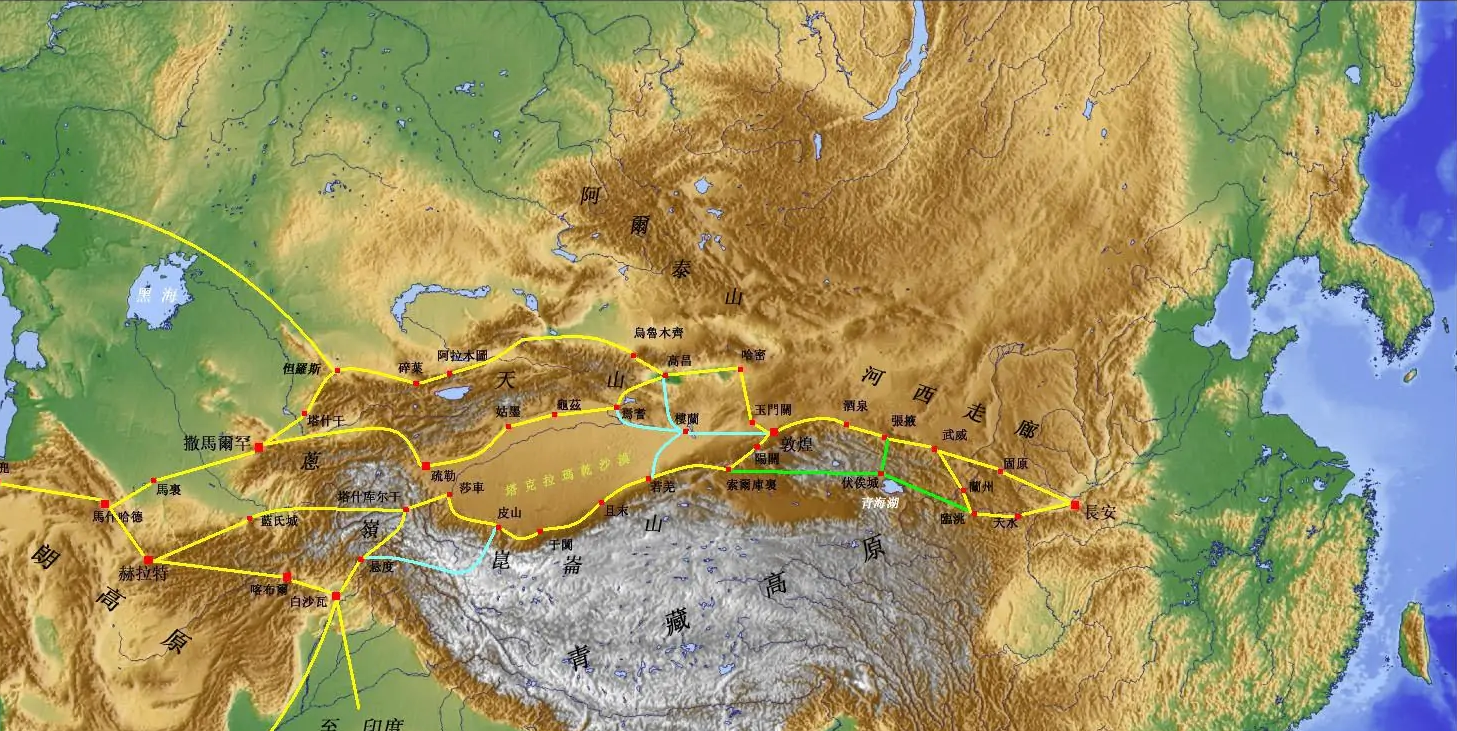 阿
爾
泰
山
黑海
烏魯木齊
高昌
哈密
阿拉木圖
碎葉
怛羅斯
天
山
河
西
走
廊
塔什干
姑墨
龜茲
焉耆
樓蘭
玉門關
酒泉
張掖
武威
撒馬爾罕
敦煌
蔥
疏勒
塔克拉瑪乾沙漠
陽關
固原
馬裏
莎車
若羌
索爾庫裏
伏俟城
蘭州
塔什库尔干
青海湖
馬什哈德
藍氏城
皮山
且末
臨洮
天水
長安
嶺
山
于闐
原
朗
赫拉特
悬度
崑
崙
高
喀布爾
白沙瓦
高
藏
原
青
至 印度